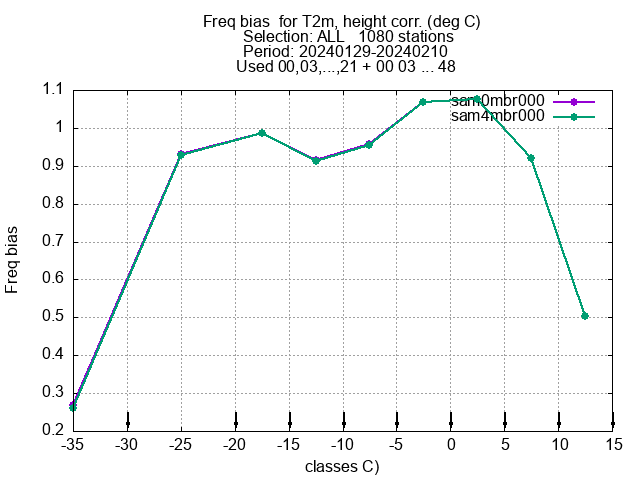 Freq bias  for T2m, height corr. (deg C)
Selection: ALL   1080 stations
Period: 20240129-20240210
Used 00,03,...,21 + 00 03 ... 48
sam0mbr000
sam4mbr000
1.1
1
0.9
0.8
0.7
0.6
0.5
0.4
0.3
0.2
Freq bias
-35 -30 -25 -20 -15 -10 -5 0 5 10 15
classes C)